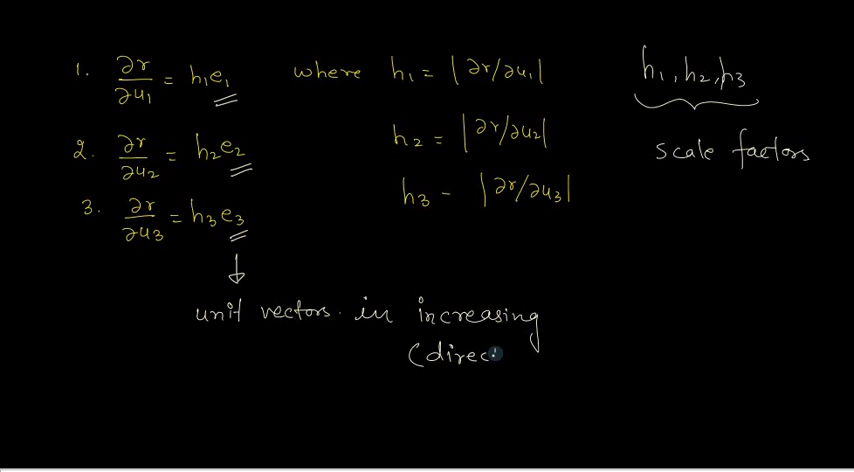 1. ∂r/∂u₁ = h₁e₁ where h₁ = |∂r/∂u₁| h₁, h₂, h₃
2. ∂r/∂u₂ = h₂e₂ h₂ = |∂r/∂u₂| scale factors
3. ∂r/∂u₃ = h₃e₃ h₃ - |∂r/∂u₃|
unit vectors. in increasing
(direc